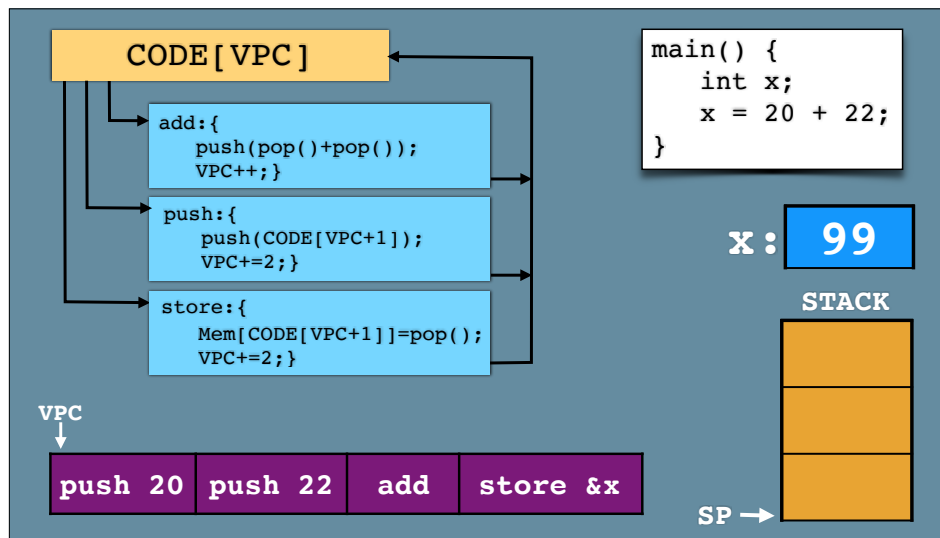 CODE[VPC]
add:{
push(pop()+pop());
VPC++;}
push:{
push(CODE[VPC+1]);
VPC+=2;}
store:{
Mem[CODE[VPC+1]]=pop();
VPC+=2;}
main() {
int x;
x = 20 + 22;
}
x: 99
STACK
SP
VPC
push 20 push 22 add store &x